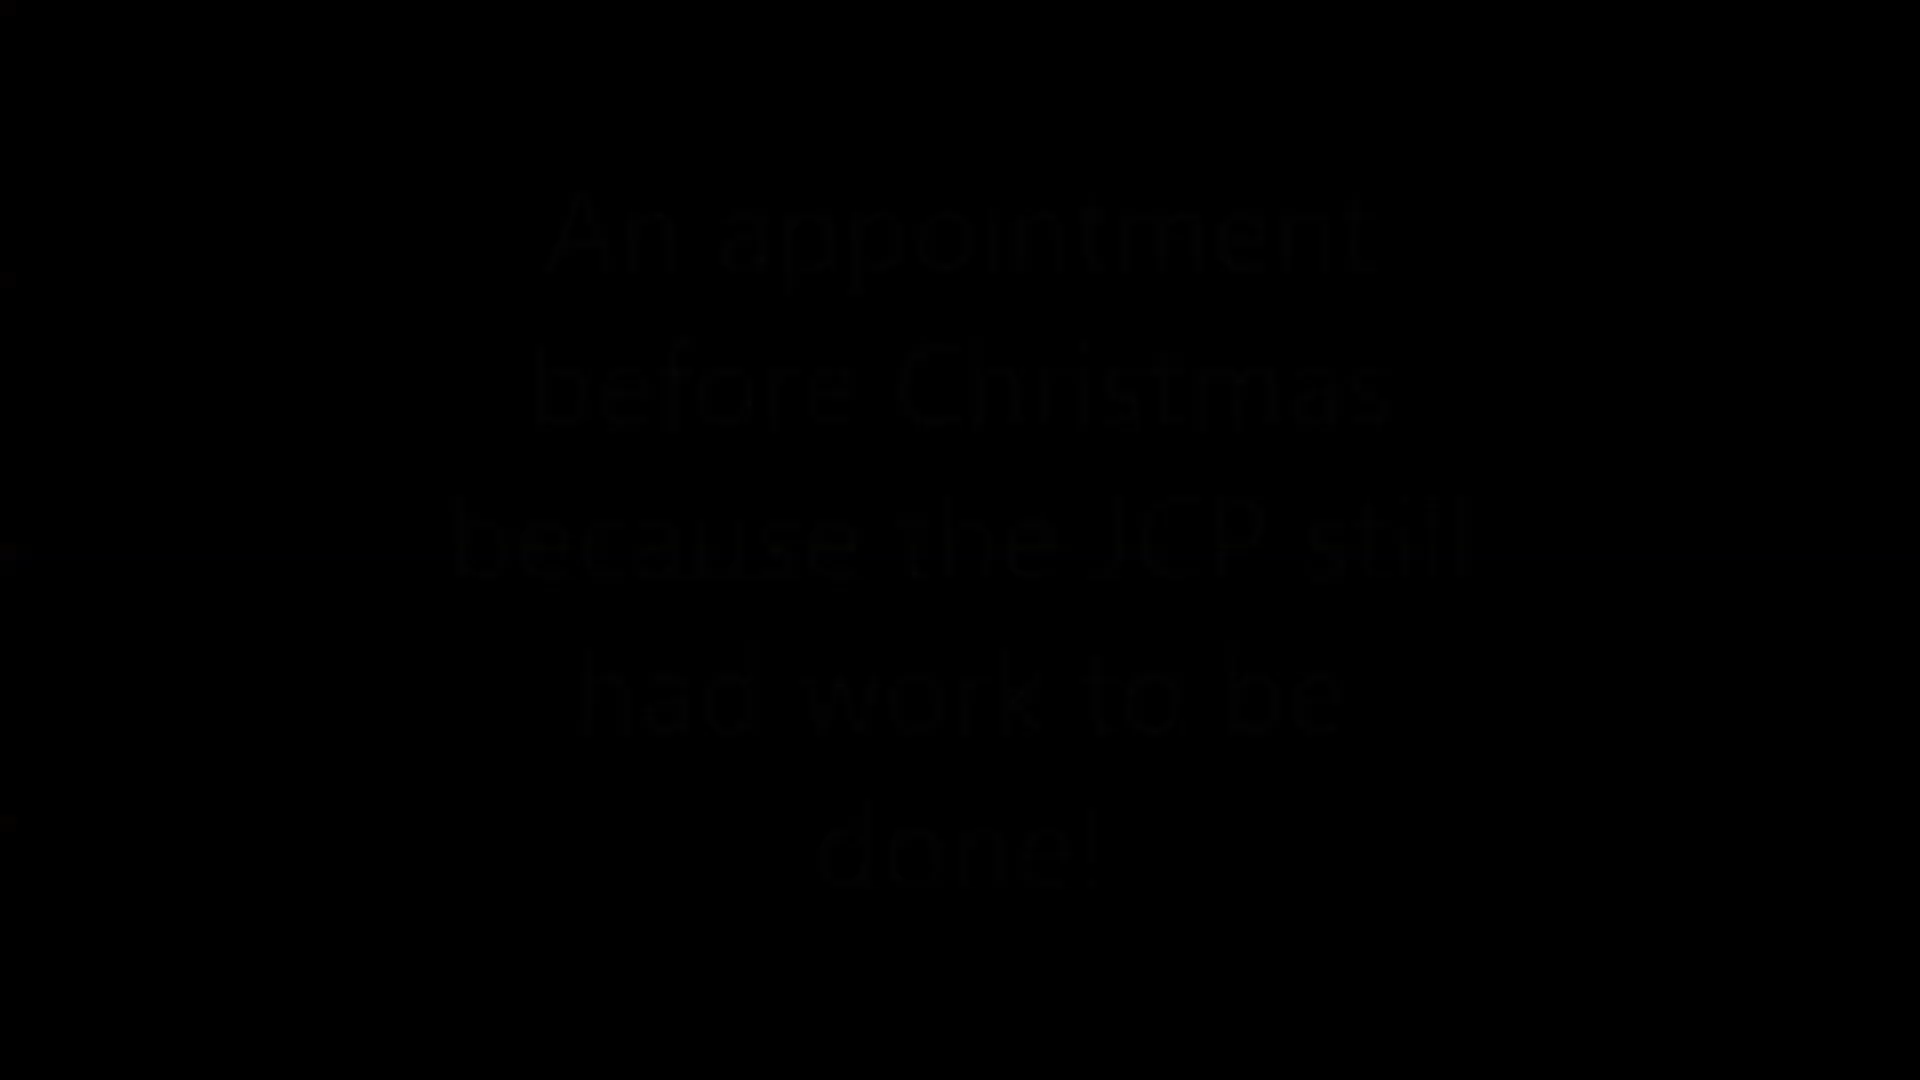 An appointment
before Christmas
because the JCP still
had work to be
done!